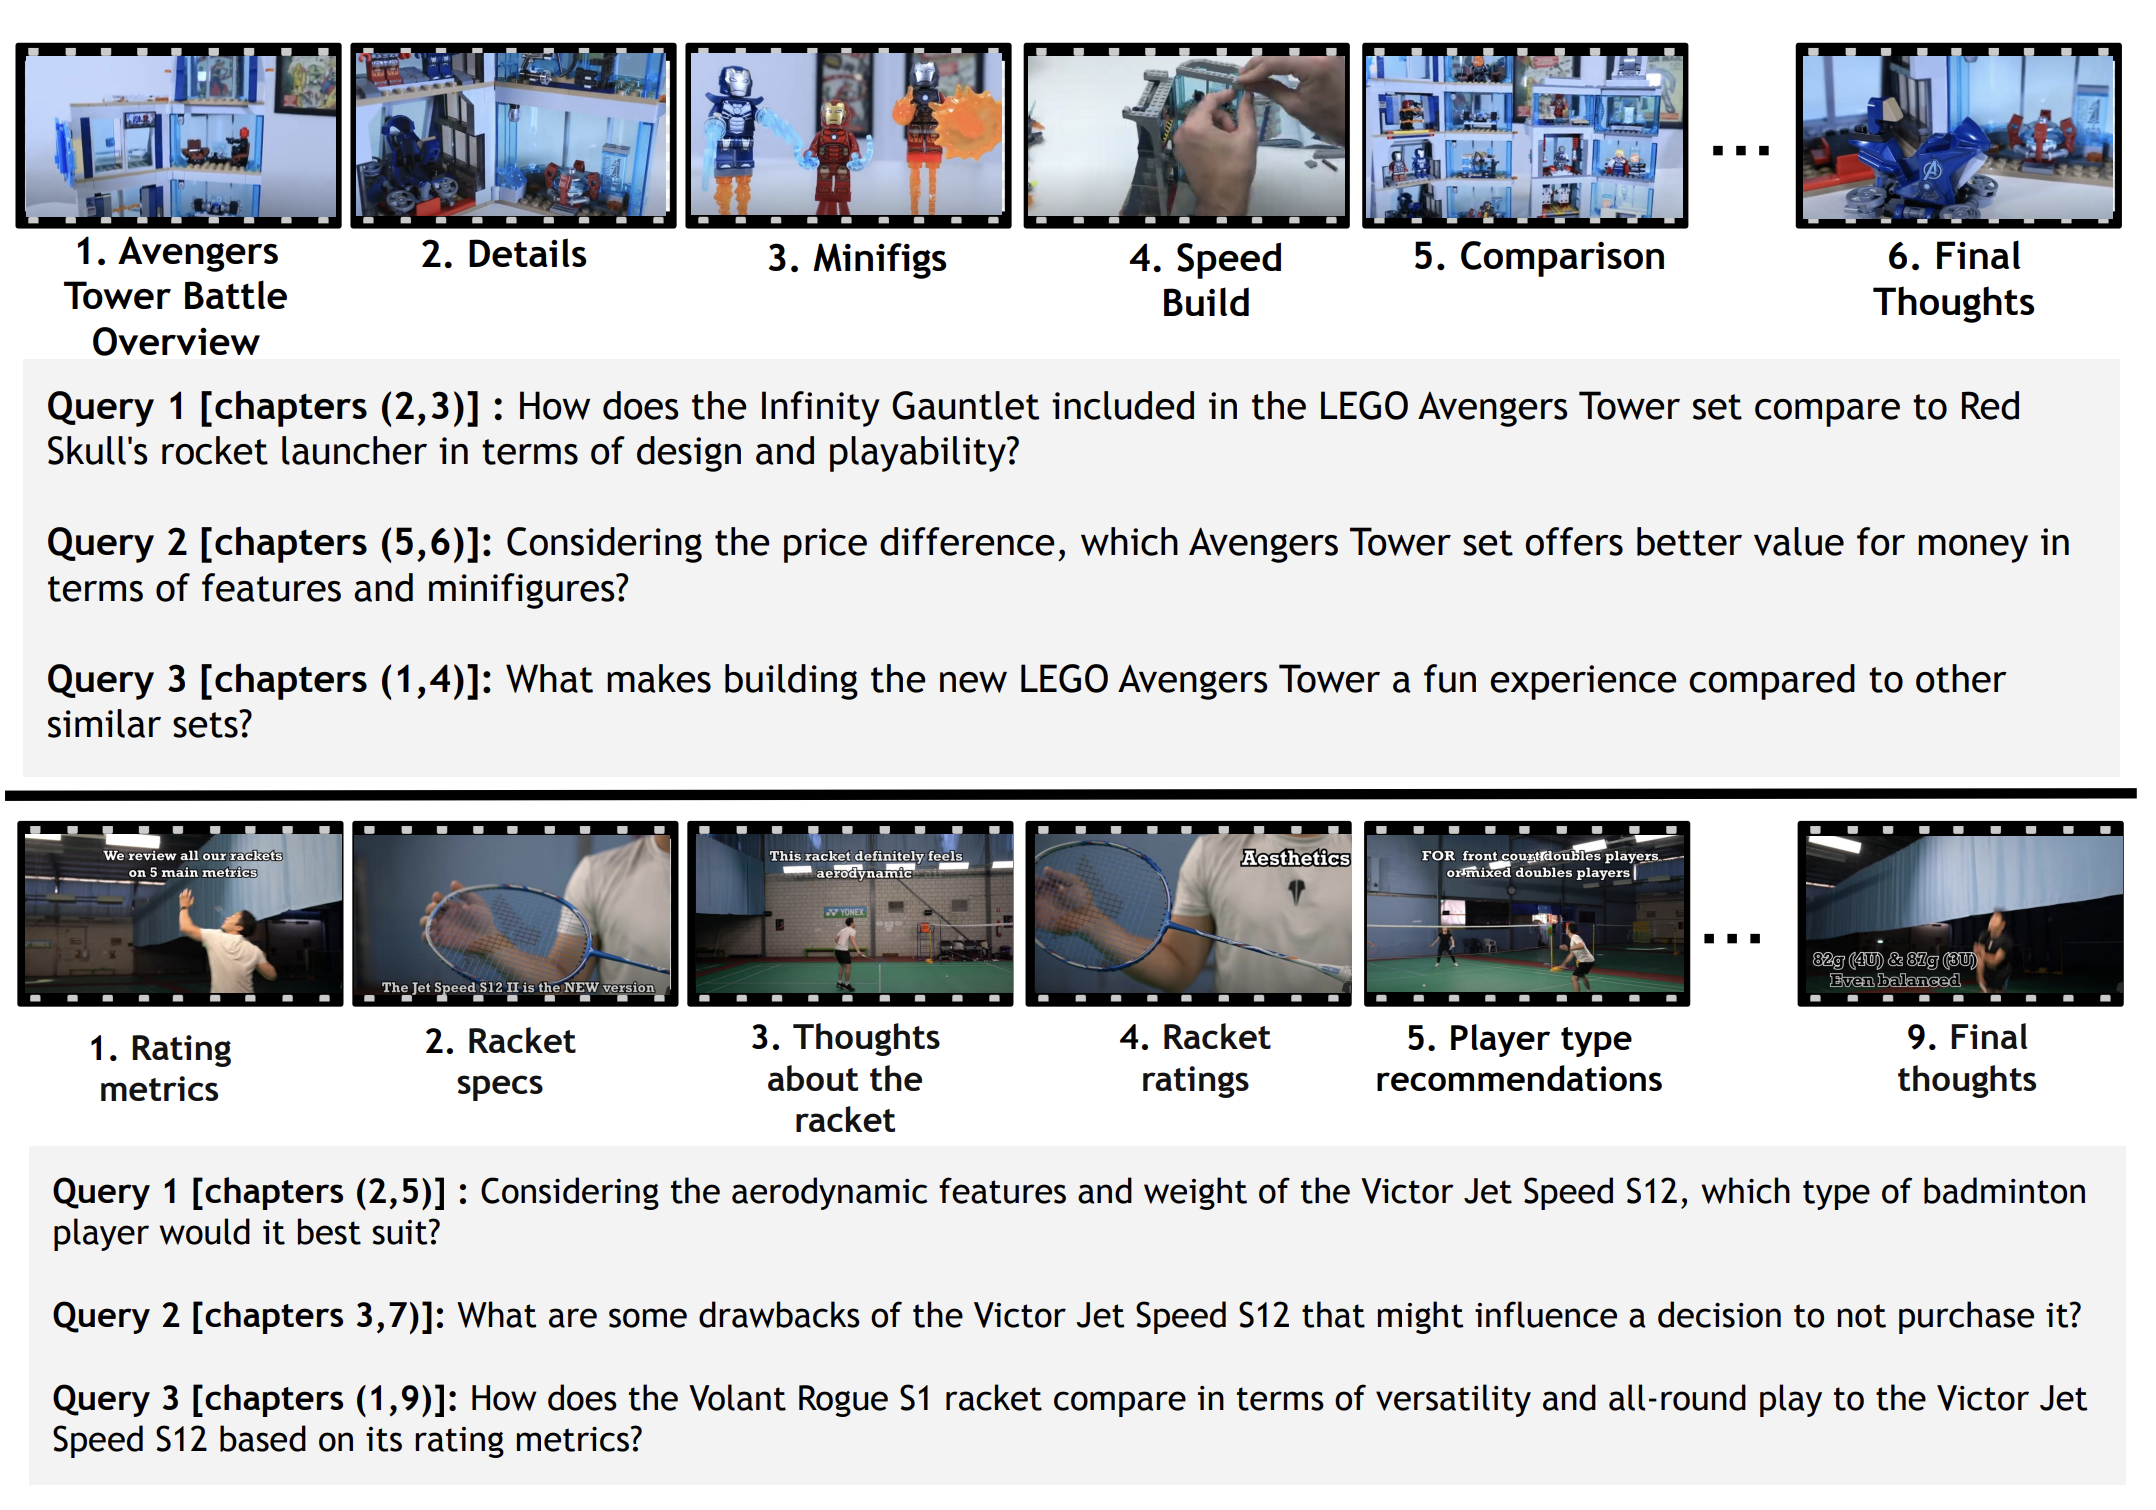 1. Avengers
Tower Battle
Overview
2. Details
3. Minifigs
4. Speed
Build
5. Comparison
...
6. Final
Thoughts
Query 1 [chapters (2,3)] : How does the Infinity Gauntlet included in the LEGO Avengers Tower set compare to Red
Skull's rocket launcher in terms of design and playability?
Query 2 [chapters (5,6)]: Considering the price difference, which Avengers Tower set offers better value for money in
terms of features and minifigures?
Query 3 [chapters (1,4)]: What makes building the new LEGO Avengers Tower a fun experience compared to other
similar sets?
We review all our rackets
on 5 main metrics
The Jet Speed S12 II is the NEW version
This racket definitely feels
aerodynamic
YONEX
Aesthetics
FOR front court doubles players
or mixed doubles players
...
82g (4U) & 87g (3U)
Even balanced
1. Rating
metrics
2. Racket
specs
3. Thoughts
about the
racket
4. Racket
ratings
5. Player type
recommendations
9. Final
thoughts
Query 1 [chapters (2,5)] : Considering the aerodynamic features and weight of the Victor Jet Speed S12, which type of badminton
player would it best suit?
Query 2 [chapters 3,7)]: What are some drawbacks of the Victor Jet Speed S12 that might influence a decision to not purchase it?
Query 3 [chapters (1,9)]: How does the Volant Rogue S1 racket compare in terms of versatility and all-round play to the Victor Jet
Speed S12 based on its rating metrics?